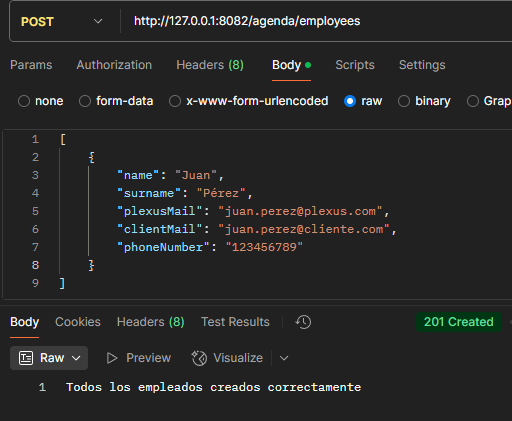 POST http://127.0.0.1:8082/agenda/employees
Params Authorization Headers (8) Body Scripts Settings
none form-data x-www-form-urlencoded raw binary Grap
1 [
2 {
3 "name": "Juan",
4 "surname": "Pérez",
5 "plexusMail": "juan.perez@plexus.com",
6 "clientMail": "juan.perez@cliente.com",
7 "phoneNumber": "123456789"
8 }
9 ]
Body Cookies Headers (8) Test Results 201 Created
Raw Preview Visualize
1 Todos los empleados creados correctamente